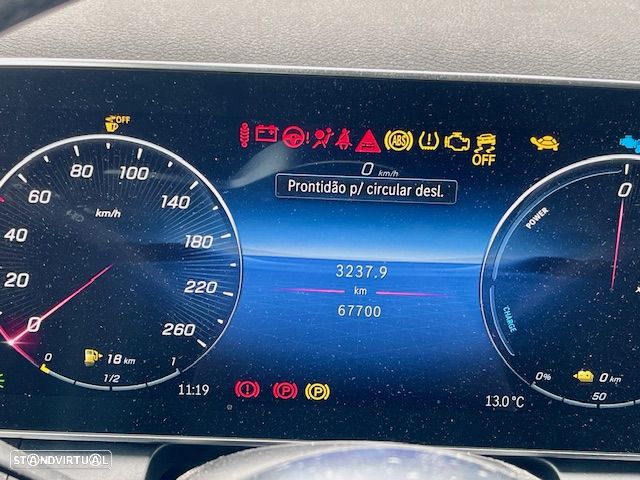 OFF
ABS
OFF
0 km/h
Prontidão p/ circular desl.
20
40
60
80
100
140
180
220
260
0
km/h
3237.9
km
67700
0
POWER
CHARGE
0 1/2 1
18 km
11:19
P
P
13.0 °C
0%
0 km
50
STANDVIRTUAL